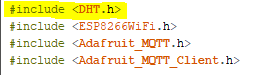 #include <DHT.h>
#include <ESP8266WiFi.h>
#include <Adafruit_MQTT.h>
#include <Adafruit_MQTT_Client.h>